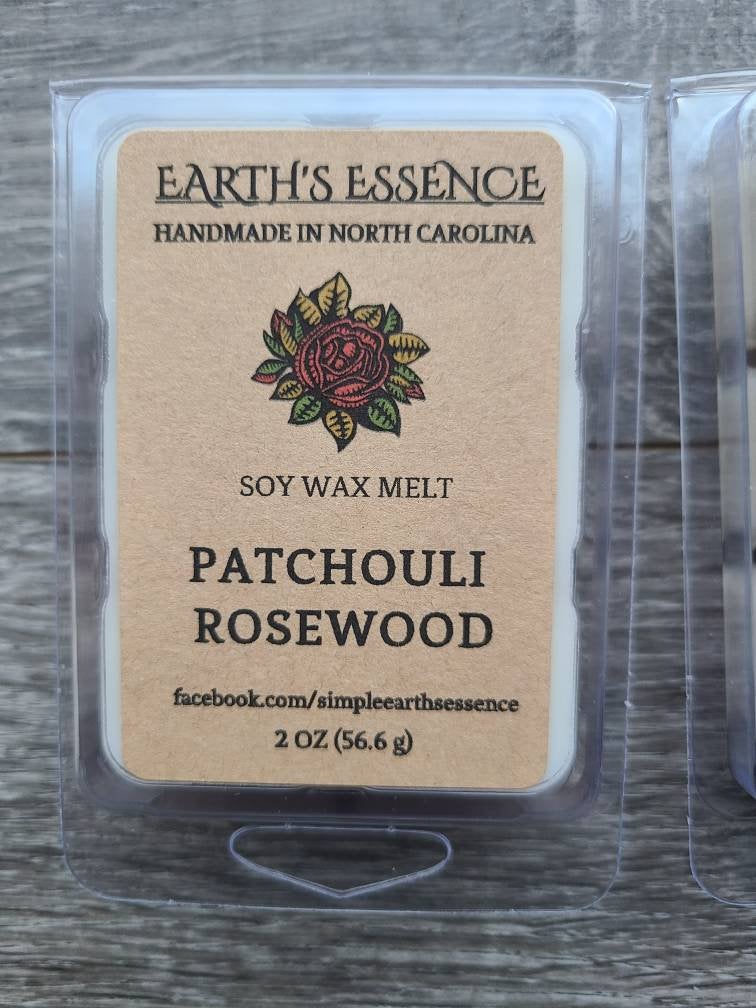 EARTH'S ESSENCE
HANDMADE IN NORTH CAROLINA
SOY WAX MELT
PATCHOULI
ROSEWOOD
facebook.com/simpleearthsessence
2 OZ (56.6 g)